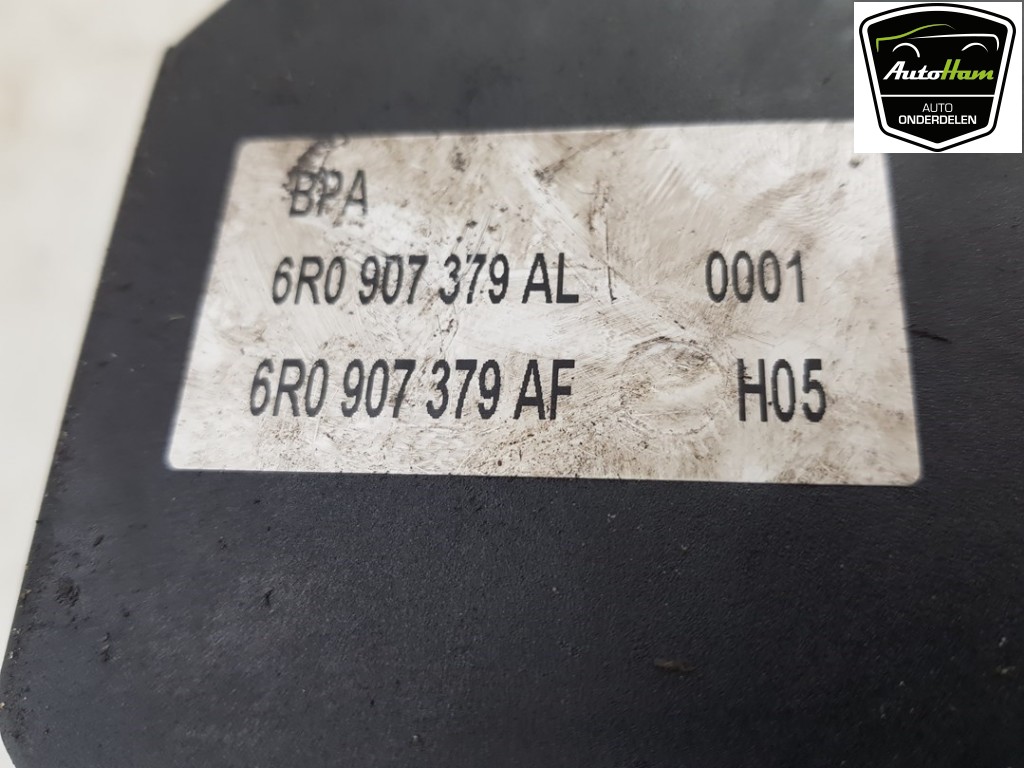 AutoHam
AUTO
ONDERDELEN
BPA
6R0 907 379 AL 0001
6R0 907 379 AF H05